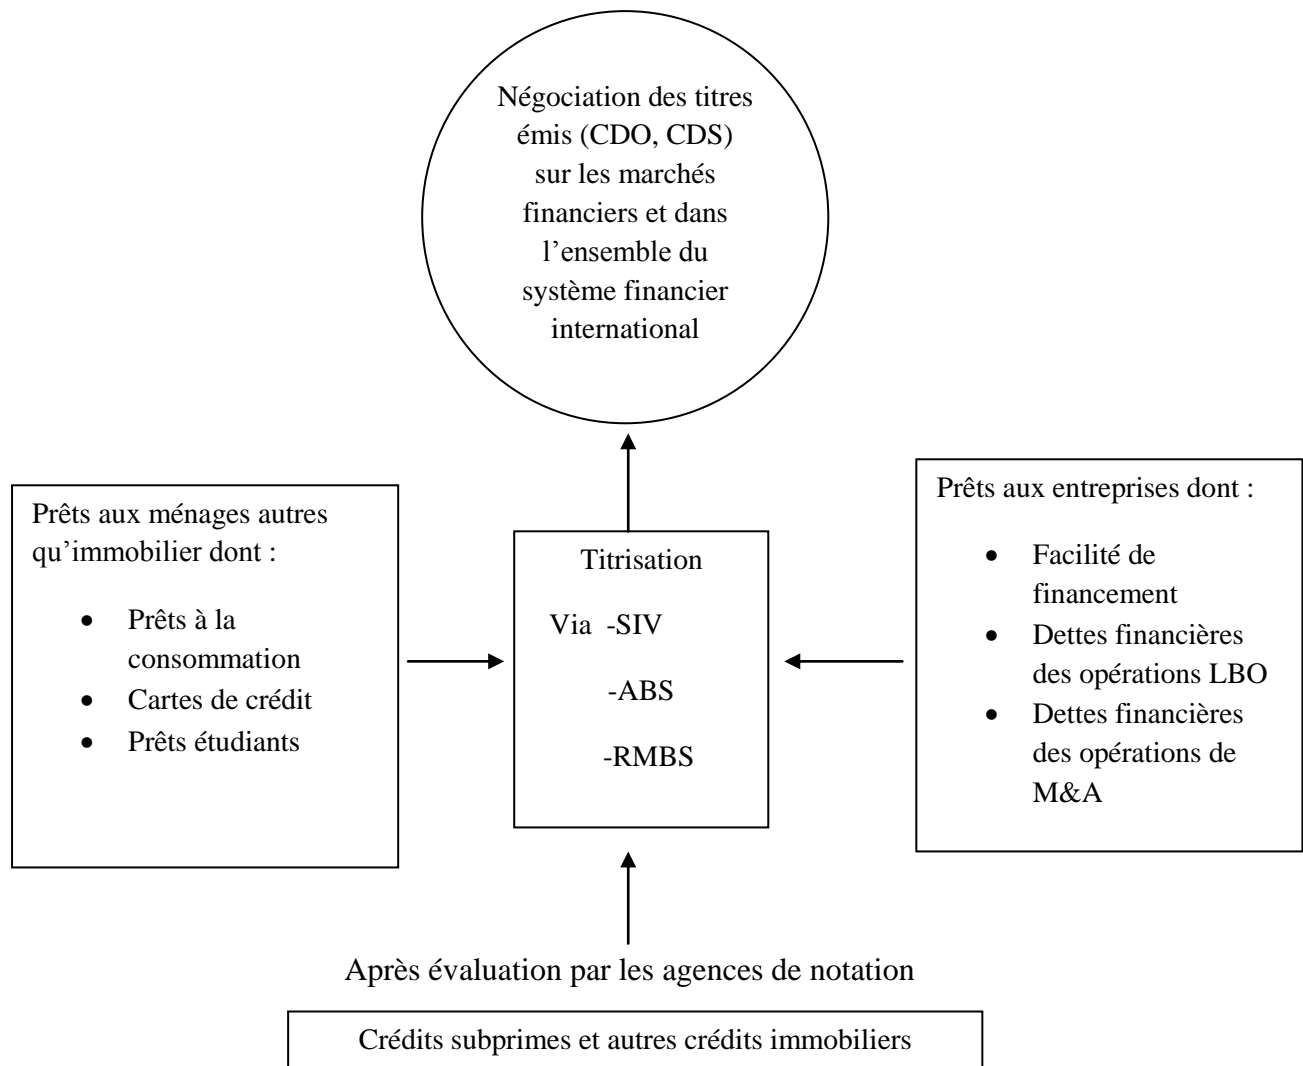 Négociation des titres
émis (CDO, CDS)
sur les marchés
financiers et dans
l’ensemble du
système financier
international
Prêts aux ménages autres
qu’immobilier dont :
• Prêts à la
consommation
• Cartes de crédit
• Prêts étudiants
Titrisation
Via -SIV
-ABS
-RMBS
Prêts aux entreprises dont :
• Facilité de
financement
• Dettes financières
des opérations LBO
• Dettes financières
des opérations de
M&A
Après évaluation par les agences de notation
Crédits subprimes et autres crédits immobiliers